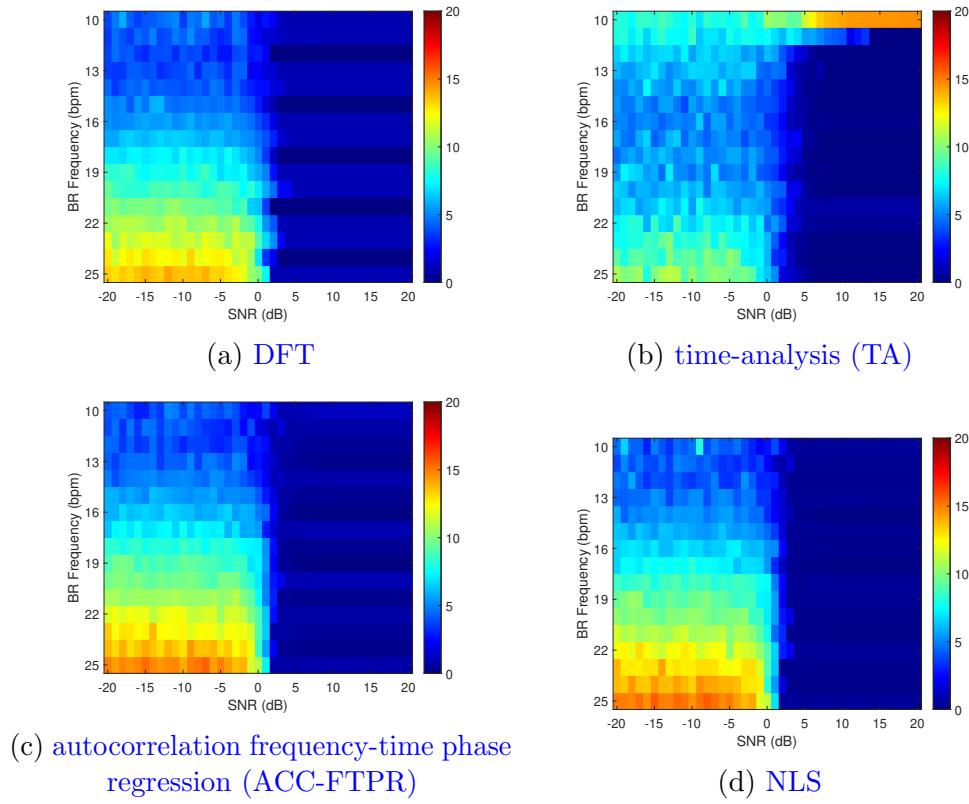 20
15
10
5
0
BR Frequency (bpm)
10
13
16
19
22
25
-20 -15 -10 -5 0 5 10 15 20
SNR (dB)
(a) DFT
20
15
10
5
0
BR Frequency (bpm)
10
13
16
19
22
25
-20 -15 -10 -5 0 5 10 15 20
SNR (dB)
(b) time-analysis (TA)
20
15
10
5
0
BR Frequency (bpm)
10
13
16
19
22
25
-20 -15 -10 -5 0 5 10 15 20
SNR (dB)
(c) autocorrelation frequency-time phase
regression (ACC-FTPR)
20
15
10
5
0
BR Frequency (bpm)
10
13
16
19
22
25
-20 -15 -10 -5 0 5 10 15 20
SNR (dB)
(d) NLS